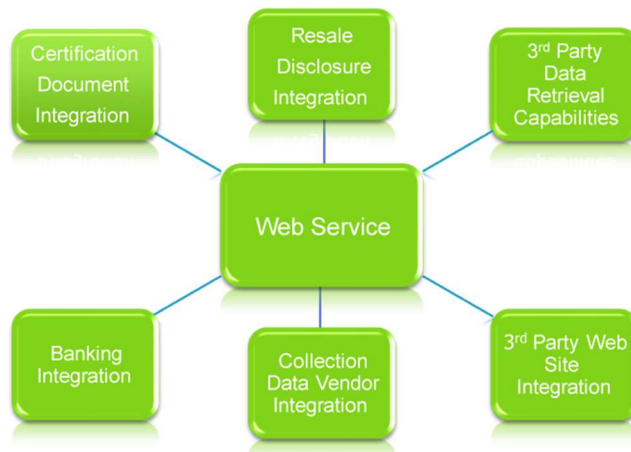 Certification
Document
Integration
Resale
Disclosure
Integration
3rd Party
Data
Retrieval
Capabilities
Web Service
Banking
Integration
Collection
Data Vendor
Integration
3rd Party Web
Site
Integration